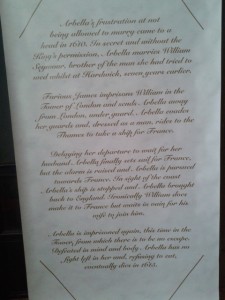 Arbella's frustration at not
being allowed to marry came to a
head in 1610. In secret and without the
King's permission, Arbella marries William
Seymour, brother of the man she had tried to
wed whilst at Hardwick, seven years earlier.
Furious, James imprisons William in the
Tower of London and sends Arbella away
from London, under guard. Arbella evades
her guards and, dressed as a man, rides to the
Thames to take a ship for France.
Delaying her departure to wait for her
husband Arbella finally sets sail for France,
but the alarm is raised and Arbella is pursued
towards France. In sight of the coast
Arbella's ship is stopped and Arbella brought
back to England. Ironically William does
make it to France but waits in vain for his
wife to join him.
Arbella is imprisoned again, this time in the
Tower, from which there is to be no escape.
Defeated in mind and body Arbella has no
fight left in her and, refusing to eat,
eventually dies in 1615.